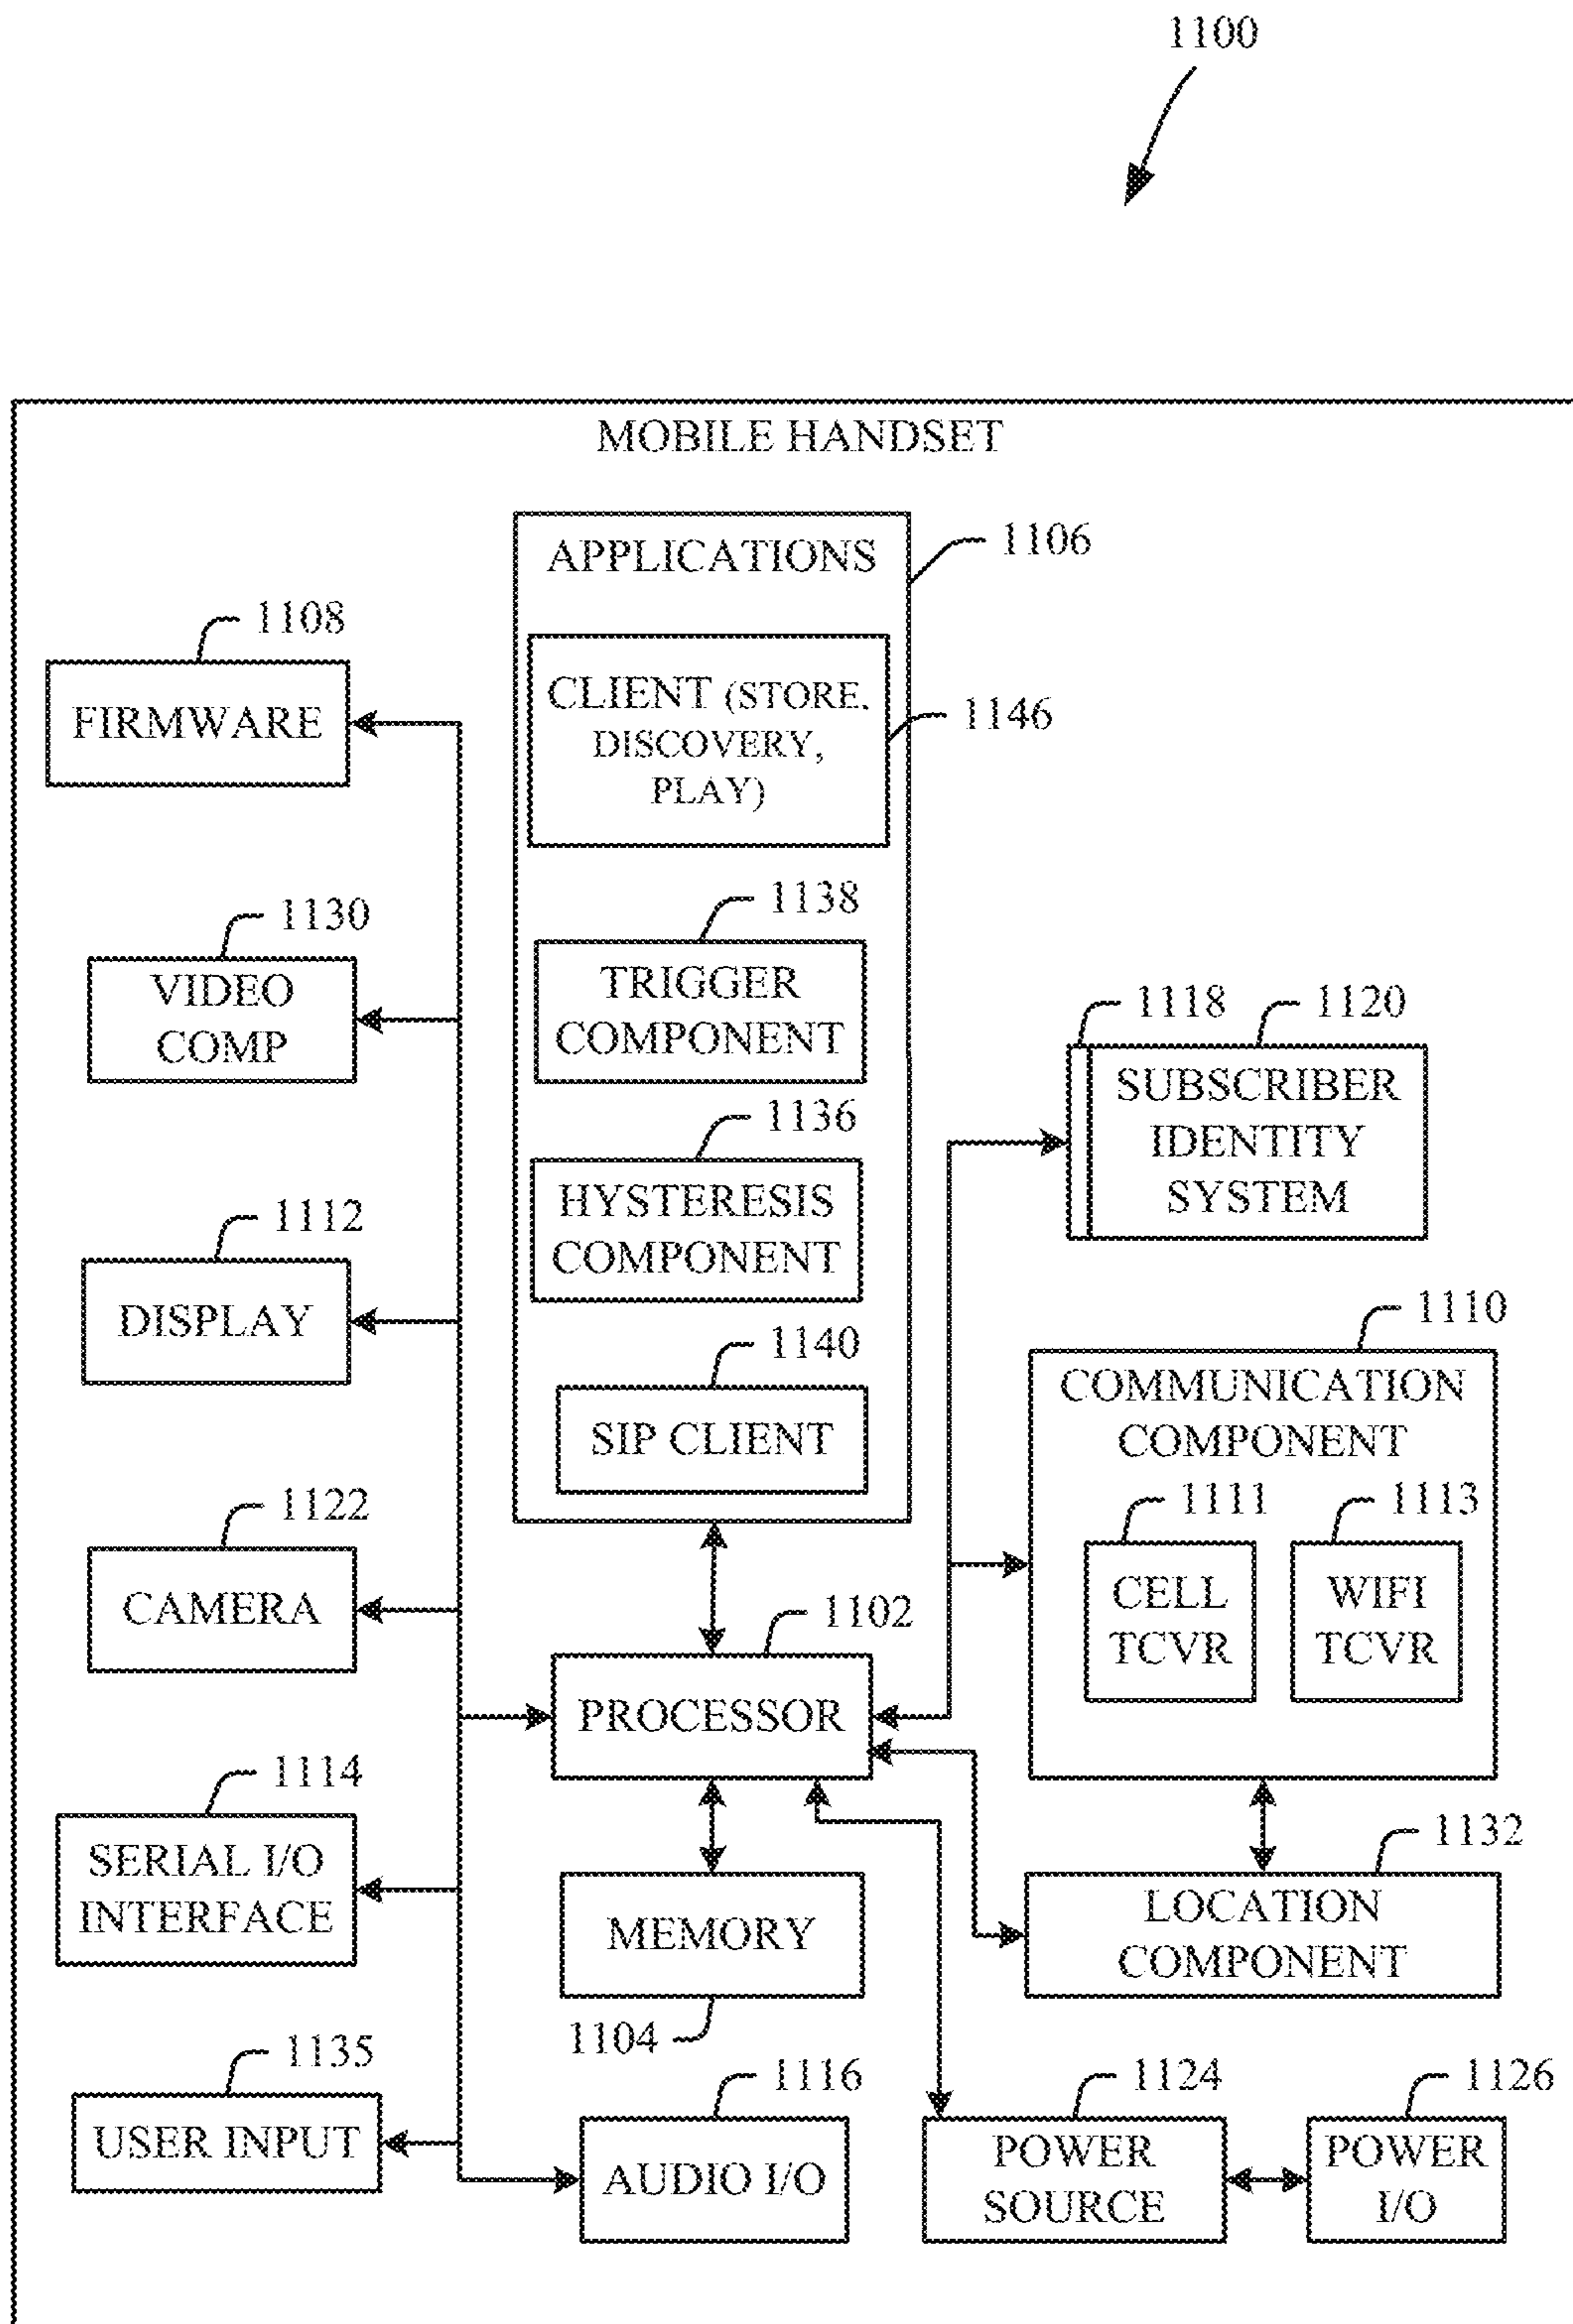 1100
MOBILE HANDSET
APPLICATIONS
1106
1108
FIRMWARE
CLIENT (STORE,
DISCOVERY,
PLAY)
1146
1130
VIDEO
COMP
1138
TRIGGER
COMPONENT
1118
1120
SUBSCRIBER
IDENTITY
SYSTEM
1136
HYSTERESIS
COMPONENT
1112
DISPLAY
1140
SIP CLIENT
1110
COMMUNICATION
COMPONENT
1111
CELL
TCVR
1113
WIFI
TCVR
1122
CAMERA
1102
PROCESSOR
1114
SERIAL I/O
INTERFACE
MEMORY
1104
1132
LOCATION
COMPONENT
1135
USER INPUT
1116
AUDIO I/O
1124
POWER
SOURCE
1126
POWER
I/O